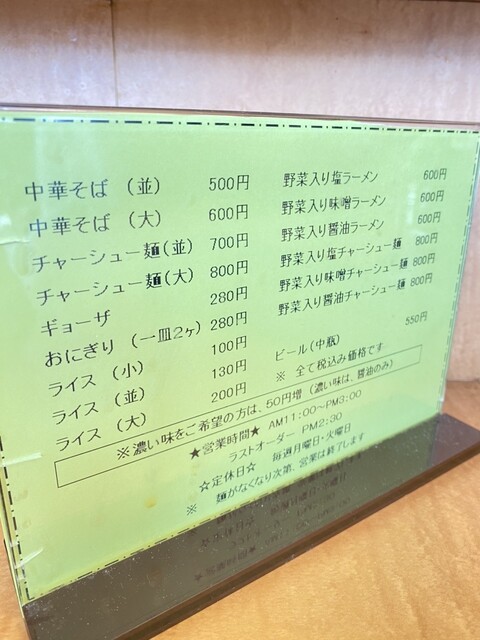 中華そば （並） 500円
中華そば （大） 600円
チャーシュー麺(並) 700円
チャーシュー麺(大) 800円
ギョーザ 280円
おにぎり （一皿2ヶ) 280円
ライス （小） 100円
ライス （並） 130円
ライス （大） 200円
野菜入り塩ラーメン 600円
野菜入り味噌ラーメン 600円
野菜入り醤油ラーメン 600円
野菜入り塩チャーシュー麺 800円
野菜入り味噌チャーシュー麺 800円
野菜入り醤油チャーシュー麺 800円
ビール(中瓶) 550円
※ 全て税込み価格です
※濃い味をご希望の方は、50円増（濃い味は、醤油のみ）
★営業時間★ AM11:00～PM3:00
ラストオーダー PM2:30
☆定休日☆ 毎週月曜日・火曜日
※ 麺がなくなり次第、営業は終了します